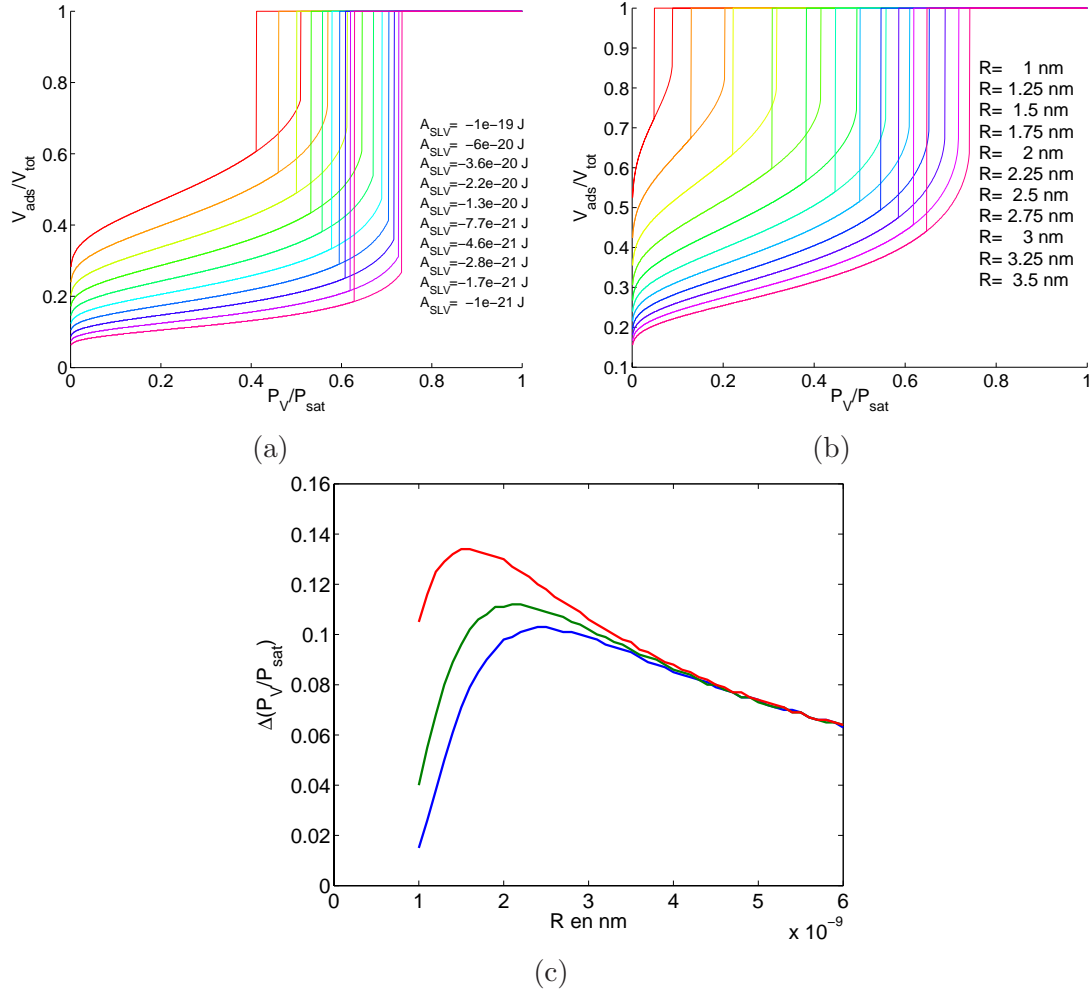 V_ads/V_tot
1
0.8
0.6
0.4
0.2
0
0
0.2
0.4
0.6
0.8
1
P_V/P_sat
A_SLV= −1e−19 J
A_SLV= −6e−20 J
A_SLV=−3.6e−20 J
A_SLV=−2.2e−20 J
A_SLV=−1.3e−20 J
A_SLV=−7.7e−21 J
A_SLV=−4.6e−21 J
A_SLV=−2.8e−21 J
A_SLV=−1.7e−21 J
A_SLV= −1e−21 J
(a)
V_ads/V_tot
1
0.9
0.8
0.7
0.6
0.5
0.4
0.3
0.2
0.1
0
0.2
0.4
0.6
0.8
1
P_V/P_sat
R= 1 nm
R= 1.25 nm
R= 1.5 nm
R= 1.75 nm
R= 2 nm
R= 2.25 nm
R= 2.5 nm
R= 2.75 nm
R= 3 nm
R= 3.25 nm
R= 3.5 nm
(b)
Δ(P_V/P_sat)
0.16
0.14
0.12
0.1
0.08
0.06
0.04
0.02
0
0
1
2
3
4
5
6
R en nm
x 10^−9
(c)